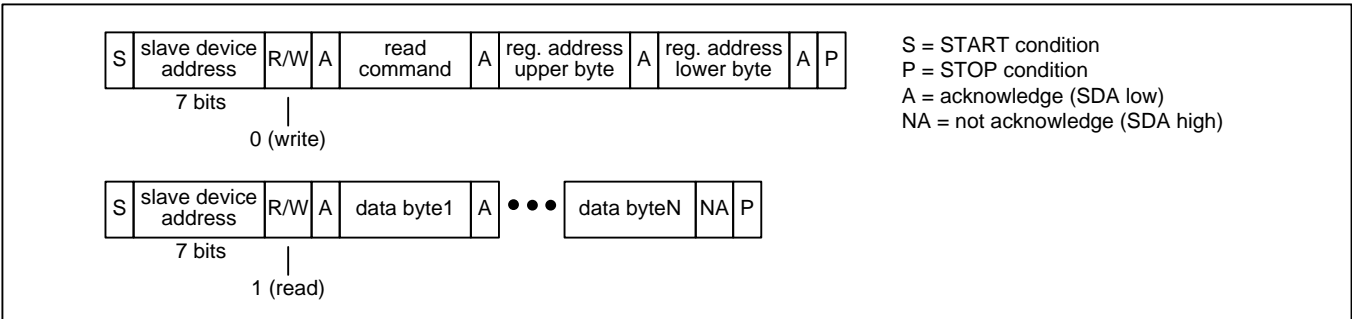 S slave device address R/W A read command A reg. address upper byte A reg. address lower byte A P
7 bits
0 (write)
S = START condition
P = STOP condition
A = acknowledge (SDA low)
NA = not acknowledge (SDA high)
S slave device address R/W A data byte1 A ●●● data byteN NA P
7 bits
1 (read)